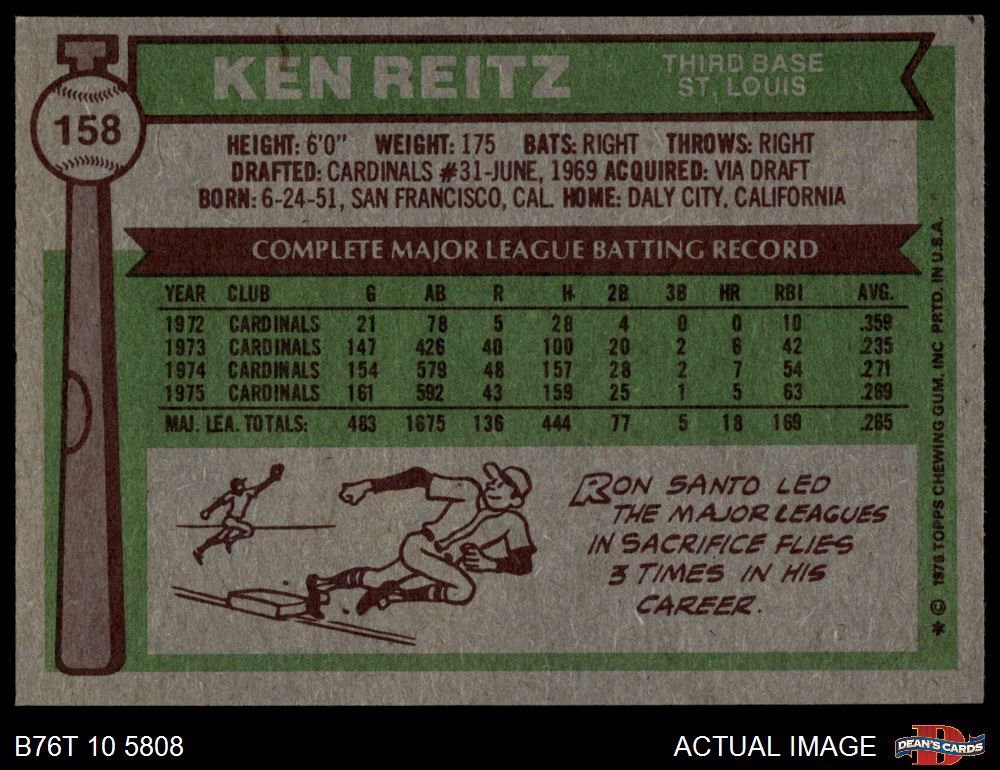 KEN REITZ
THIRD BASE
ST. LOUIS
158
HEIGHT: 6'0" WEIGHT: 175 BATS: RIGHT THROWS: RIGHT
DRAFTED: CARDINALS #31-JUNE, 1969 ACQUIRED: VIA DRAFT
BORN: 6-24-51, SAN FRANCISCO, CAL. HOME: DALY CITY, CALIFORNIA
COMPLETE MAJOR LEAGUE BATTING RECORD
YEAR CLUB G AB R H 2B 3B HR RBI AVG.
1972 CARDINALS 21 78 5 28 4 0 0 10 .359
1973 CARDINALS 147 426 40 100 20 2 6 42 .235
1974 CARDINALS 154 579 48 157 28 2 7 54 .271
1975 CARDINALS 161 592 43 159 25 1 5 63 .269
MAJ. LEA. TOTALS: 483 1675 136 444 77 5 18 169 .265
RON SANTO LED
THE MAJOR LEAGUES
IN SACRIFICE FLIES
3 TIMES IN HIS
CAREER.
* © 1976 TOPPS CHEWING GUM, INC PRTD. IN U.S.A.
B76T 10 5808
ACTUAL IMAGE
D
DEAN'S CARDS